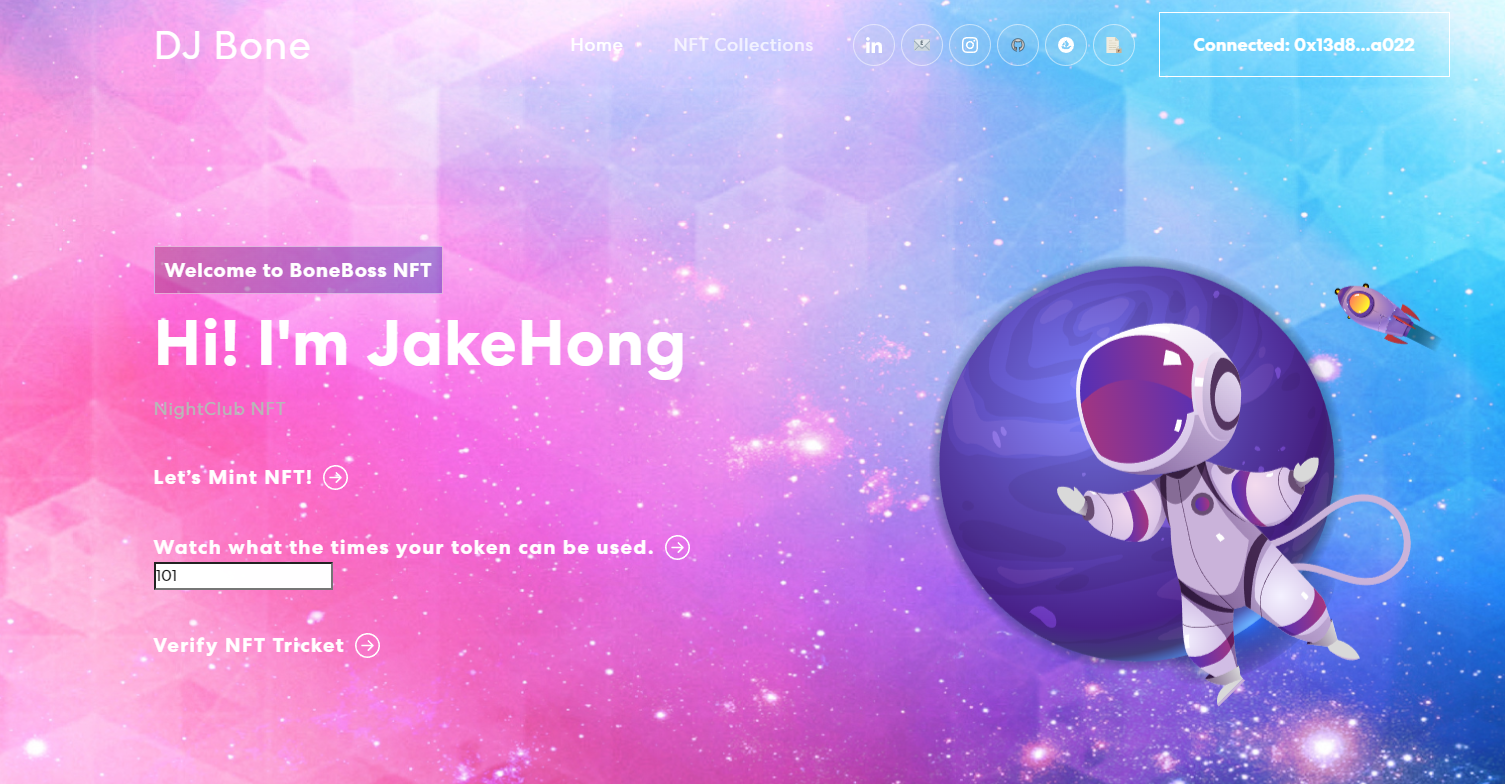 DJ Bone
Home
NFT Collections
Connected: 0x13d8...a022
Welcome to BoneBoss NFT
Hi! I'm JakeHong
NightClub NFT
Let's Mint NFT!
Watch what the times your token can be used.
101
Verify NFT Tricket